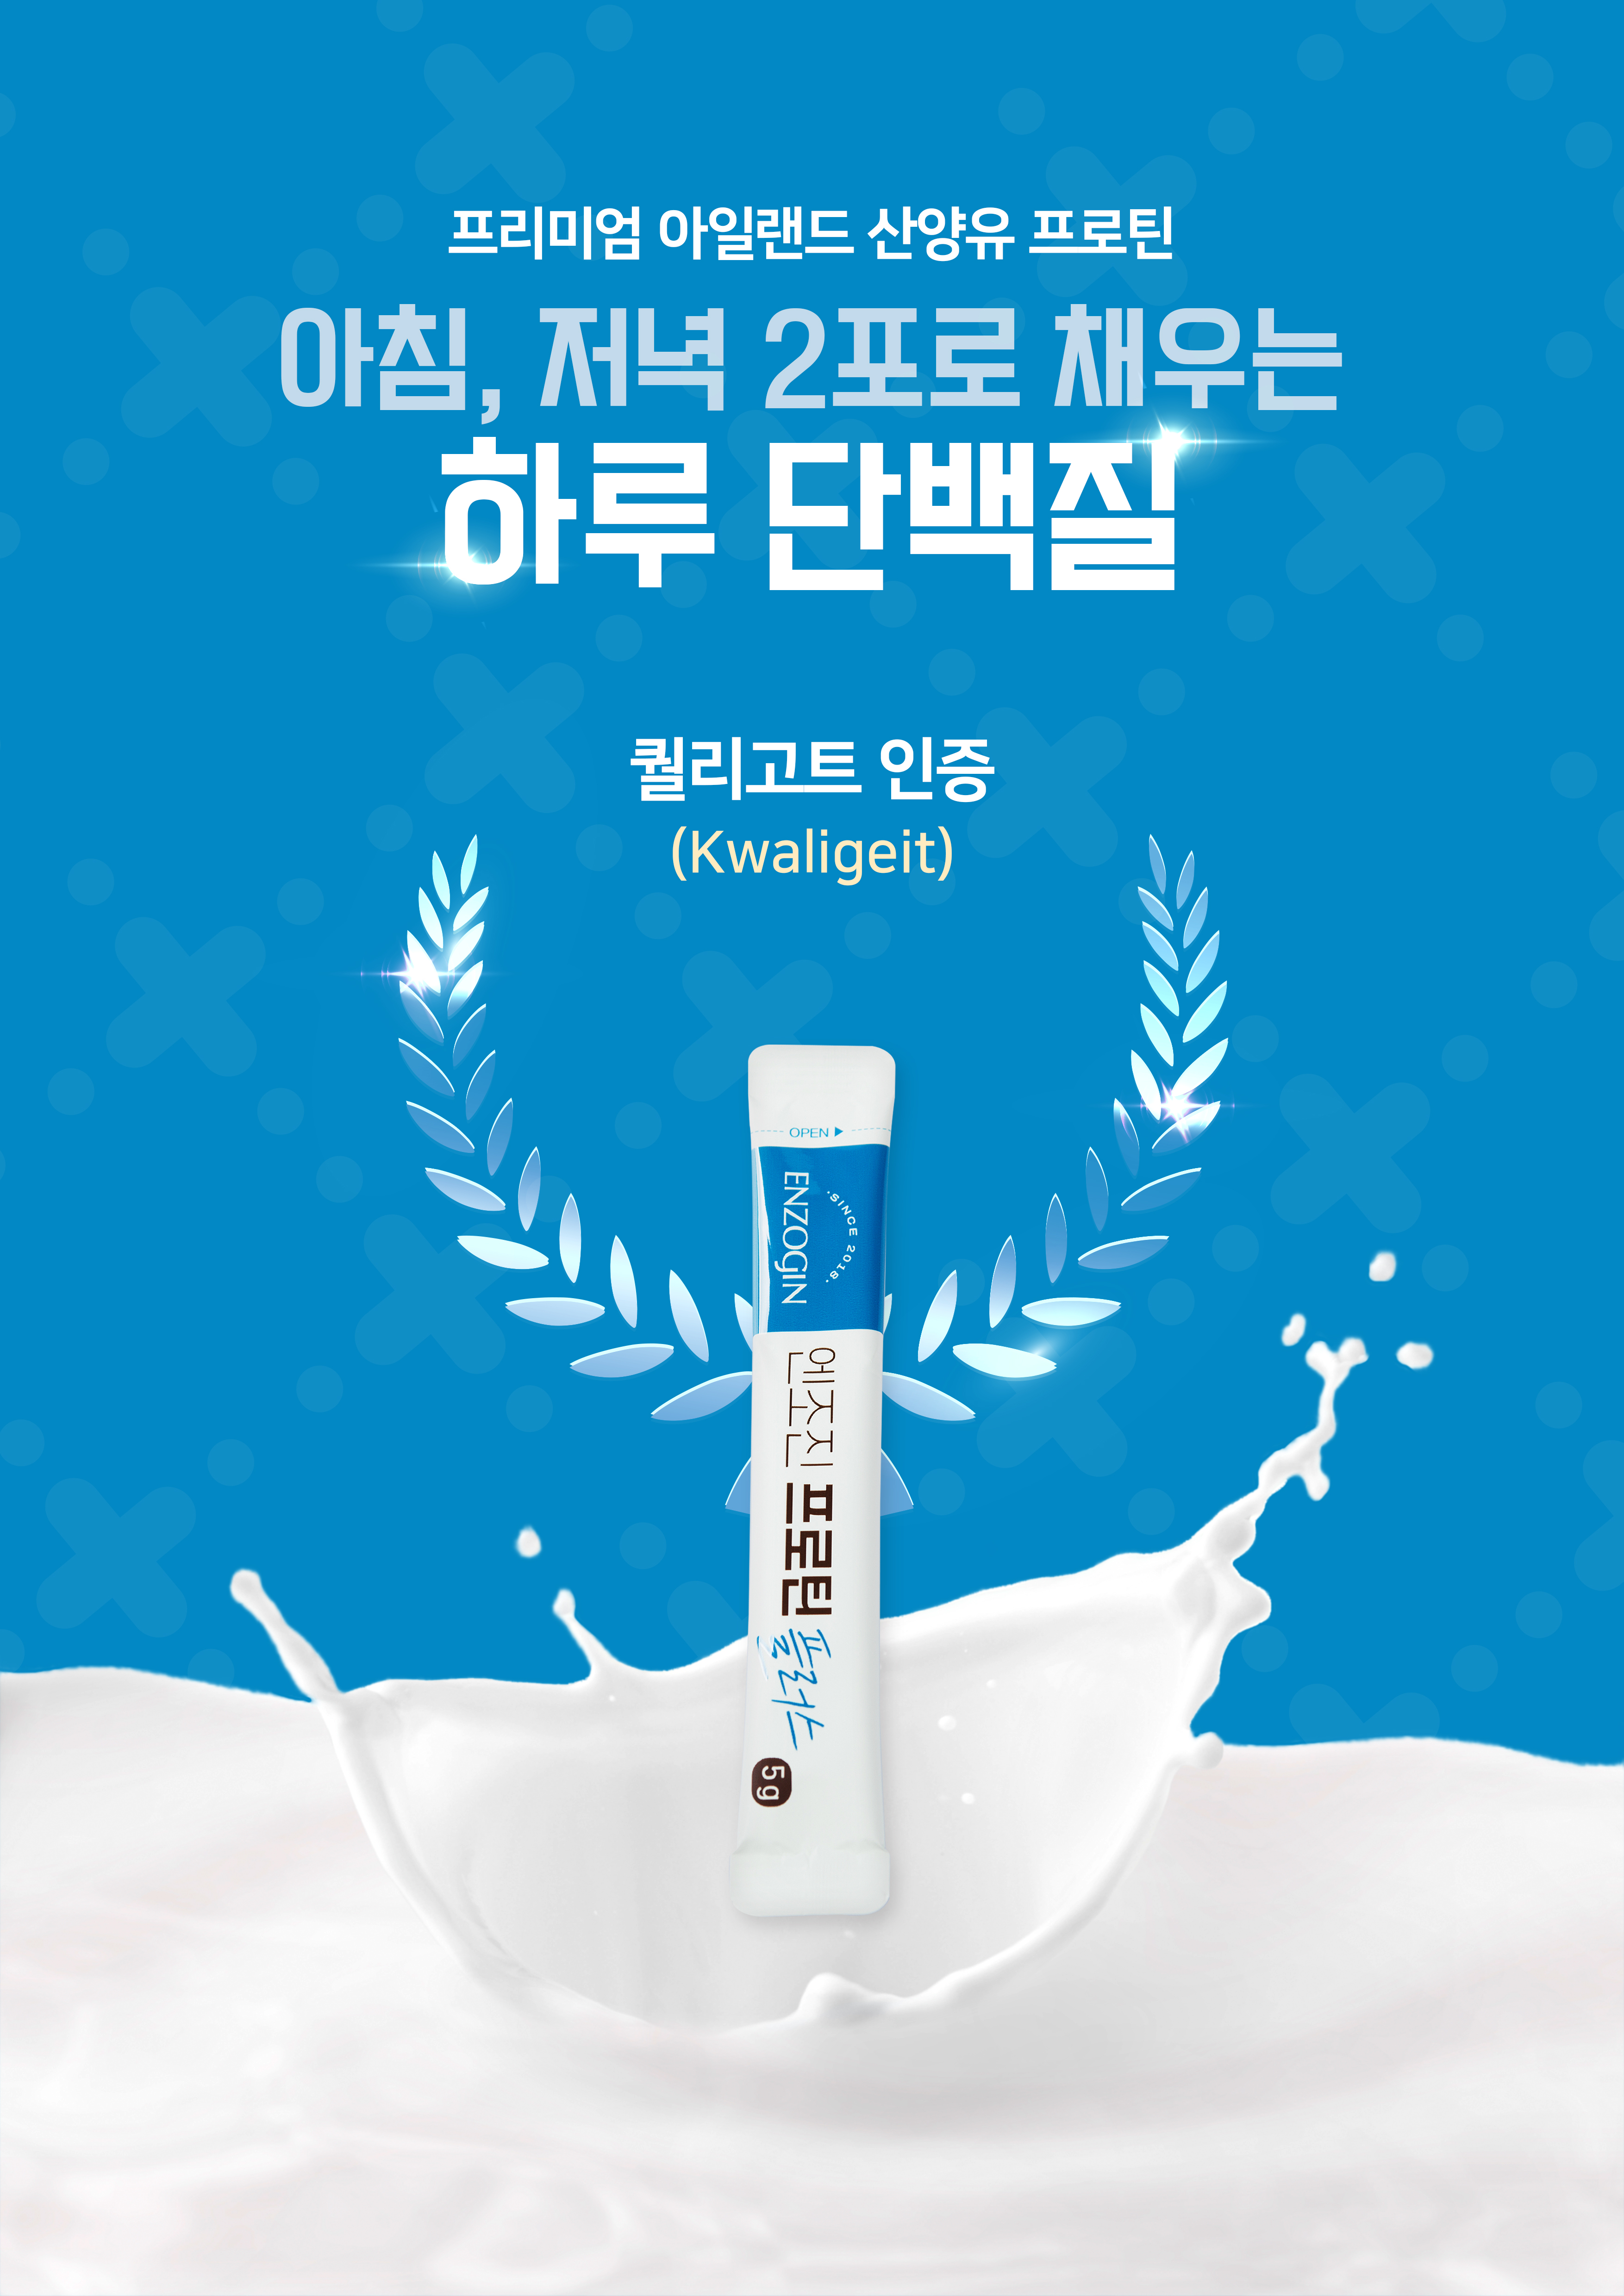 프리미엄 아일랜드 산양유 프로틴
아침, 저녁 2포로 채우는
하루 단백질
퀄리고트 인증
(Kwaligeit)
OPEN ▶
ENZOGIN
·SINCE 2018·
엔조진 프로틴 플러스
5g